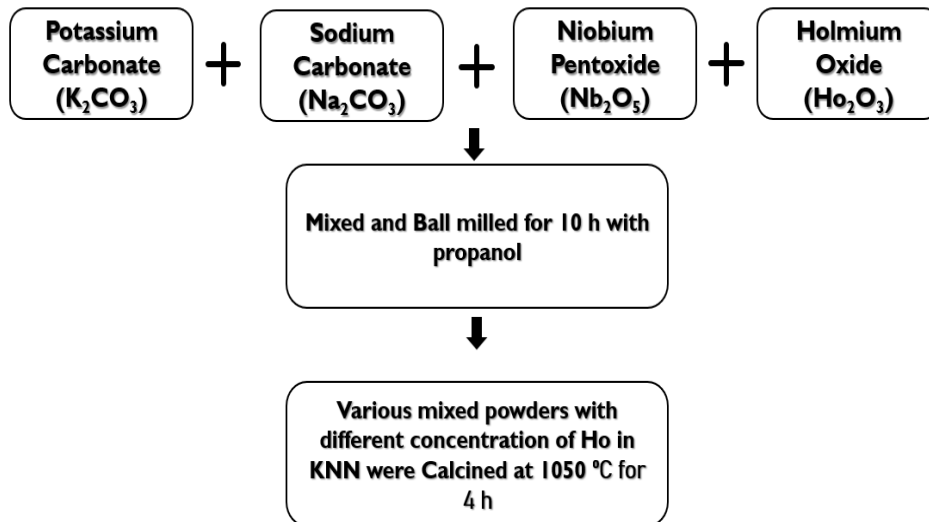 Potassium
Carbonate
(K₂CO₃)
+
Sodium
Carbonate
(Na₂CO₃)
+
Niobium
Pentoxide
(Nb₂O₅)
+
Holmium
Oxide
(Ho₂O₃)
Mixed and Ball milled for 10 h with
propanol
Various mixed powders with
different concentration of Ho in
KNN were Calcined at 1050 ⁰C for
4 h